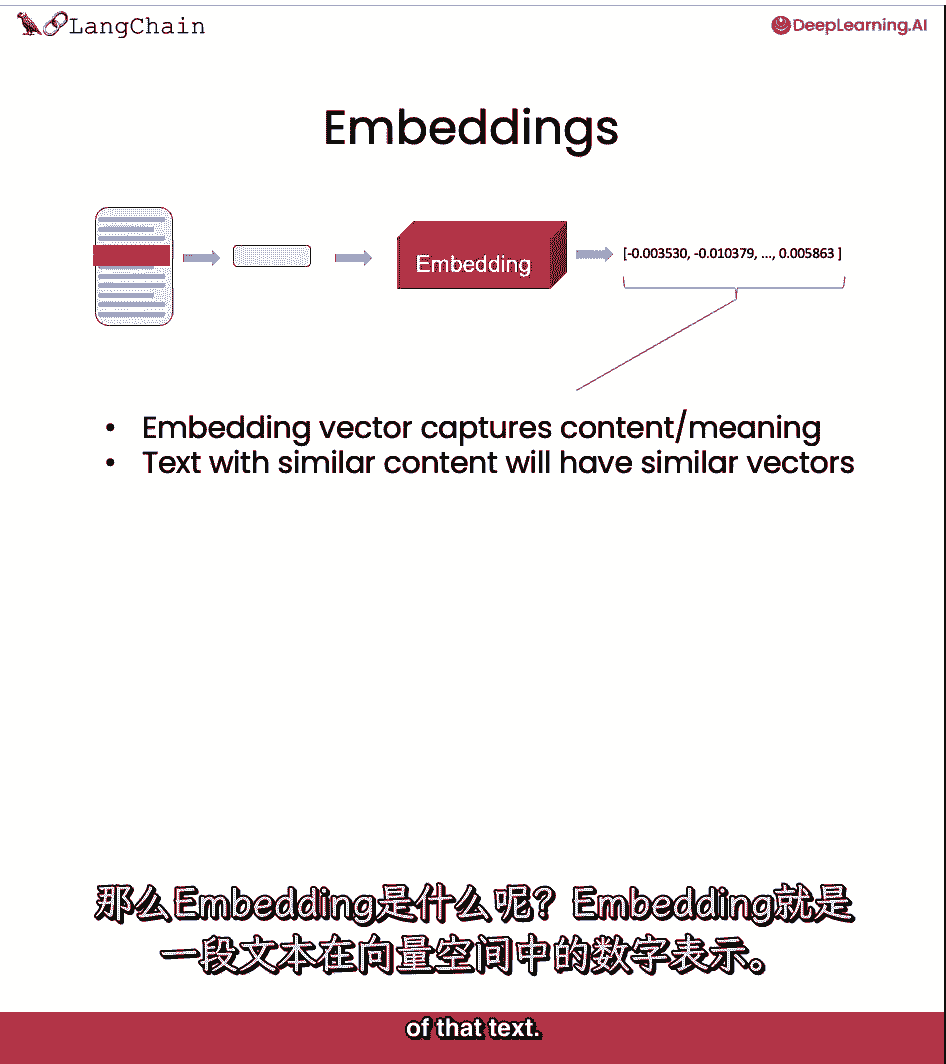 LangChain
DeepLearning.AI
Embeddings
Embedding
[-0.003530, -0.010379, ..., 0.005863 ]
• Embedding vector captures content/meaning
• Text with similar content will have similar vectors
那么Embedding是什么呢？Embedding就是
一段文本在向量空间中的数字表示。
of that text.